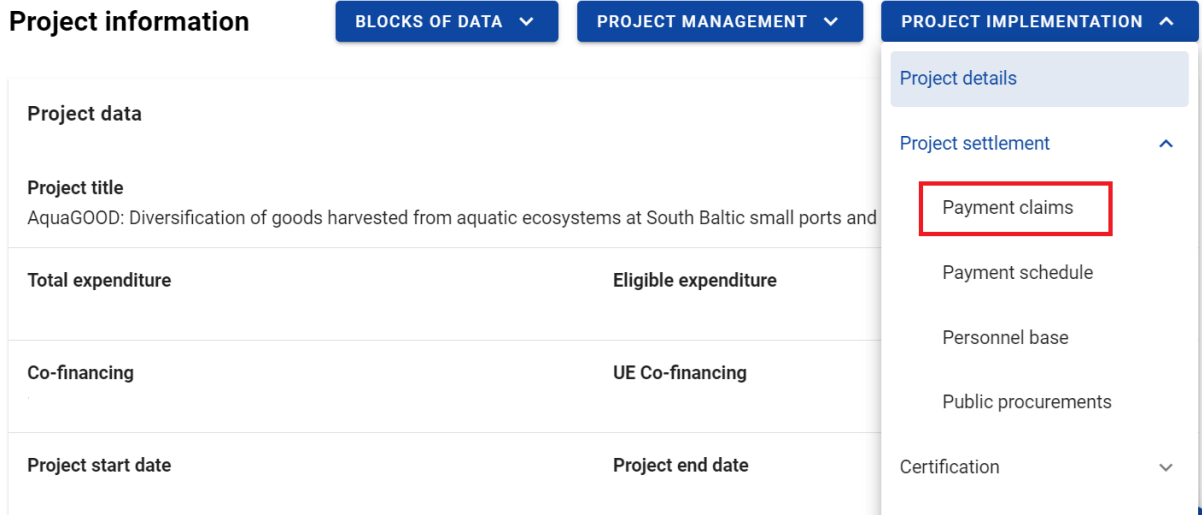 Project information
BLOCKS OF DATA
PROJECT MANAGEMENT
PROJECT IMPLEMENTATION
Project details
Project data
Project settlement
Project title
Payment claims
AquaGOOD: Diversification of goods harvested from aquatic ecosystems at South Baltic small ports and
Payment schedule
Total expenditure
Eligible expenditure
Personnel base
Co-financing
UE Co-financing
Public procurements
Project start date
Project end date
Certification